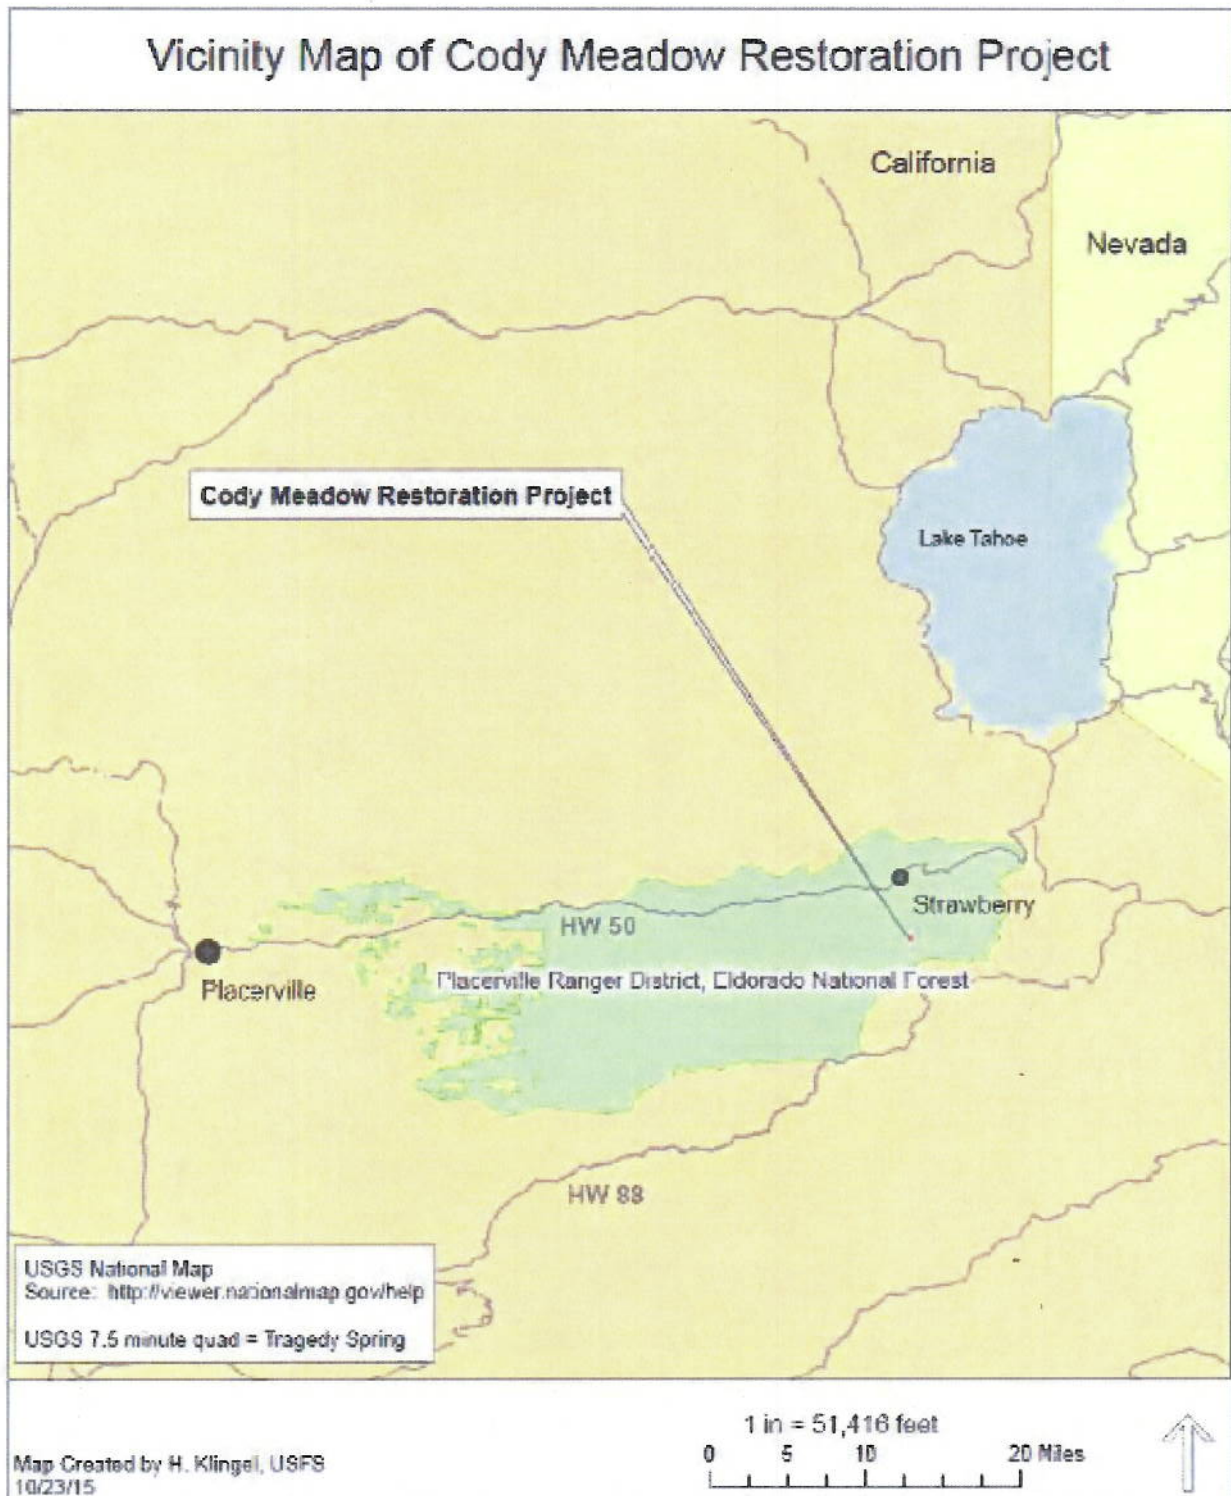 Vicinity Map of Cody Meadow Restoration Project
California
Nevada
Cody Meadow Restoration Project
Lake Tahoe
Strawberry
HW 50
Placerville
Placerville Ranger District, Eldorado National Forest
HW 88
USGS National Map
Source: http://viewer.nationalmap.gov/help
USGS 7.5 minute quad = Tragedy Spring
1 in = 51,416 feet
0 5 10 20 Miles
Map Created by H. Klingel, USFS
10/23/15